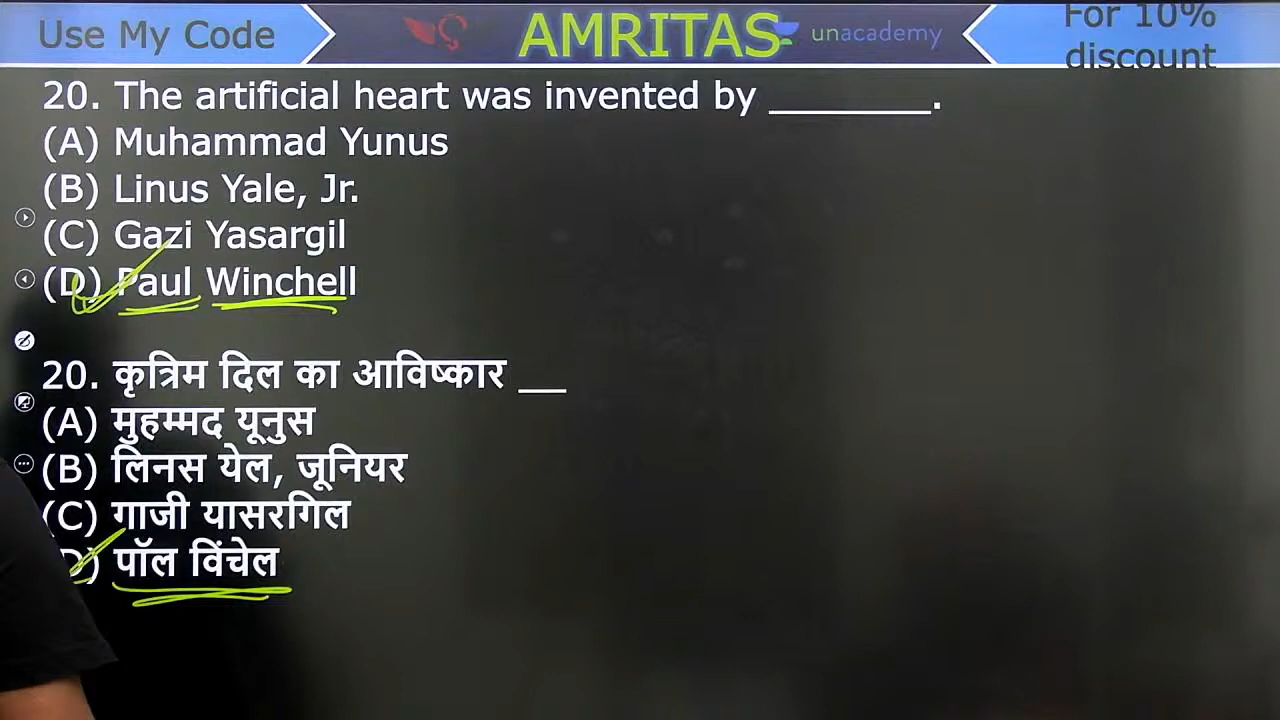 Use My Code AMRITAS unacademy For 10% discount
20. The artificial heart was invented by ________.
(A) Muhammad Yunus
(B) Linus Yale, Jr.
(C) Gazi Yasargil
(D) Paul Winchell
20. कृत्रिम दिल का आविष्कार __
(A) मुहम्मद यूनुस
(B) लिनस येल, जूनियर
(C) गाजी यासरगिल
(D) पॉल विंचेल